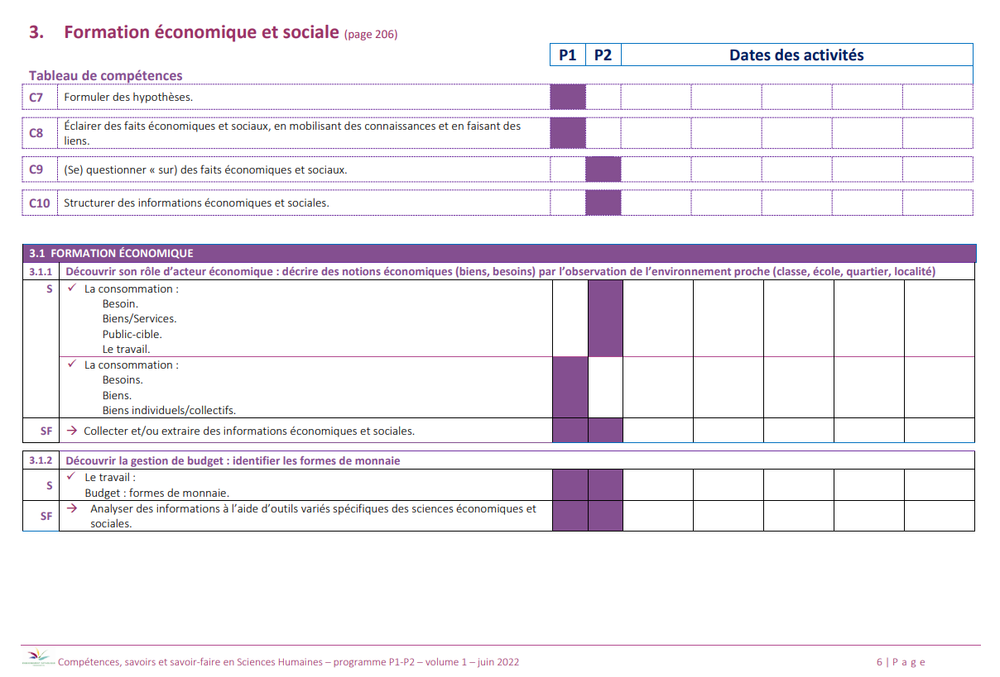 3. Formation économique et sociale (page 206)
P1 P2 Dates des activités
Tableau de compétences
C7 Formuler des hypothèses.
C8 Éclairer des faits économiques et sociaux, en mobilisant des connaissances et en faisant des
liens.
C9 (Se) questionner « sur) des faits économiques et sociaux.
C10 Structurer des informations économiques et sociales.
3.1 FORMATION ÉCONOMIQUE
3.1.1 Découvrir son rôle d’acteur économique : décrire des notions économiques (biens, besoins) par l’observation de l’environnement proche (classe, école, quartier, localité)
S ✓ La consommation :
Besoin.
Biens/Services.
Public-cible.
Le travail.
✓ La consommation :
Besoins.
Biens.
Biens individuels/collectifs.
SF → Collecter et/ou extraire des informations économiques et sociales.
3.1.2 Découvrir la gestion de budget : identifier les formes de monnaie
S ✓ Le travail :
Budget : formes de monnaie.
SF → Analyser des informations à l’aide d’outils variés spécifiques des sciences économiques et
sociales.
Compétences, savoirs et savoir-faire en Sciences Humaines – programme P1-P2 – volume 1 – juin 2022
6 | P a g e